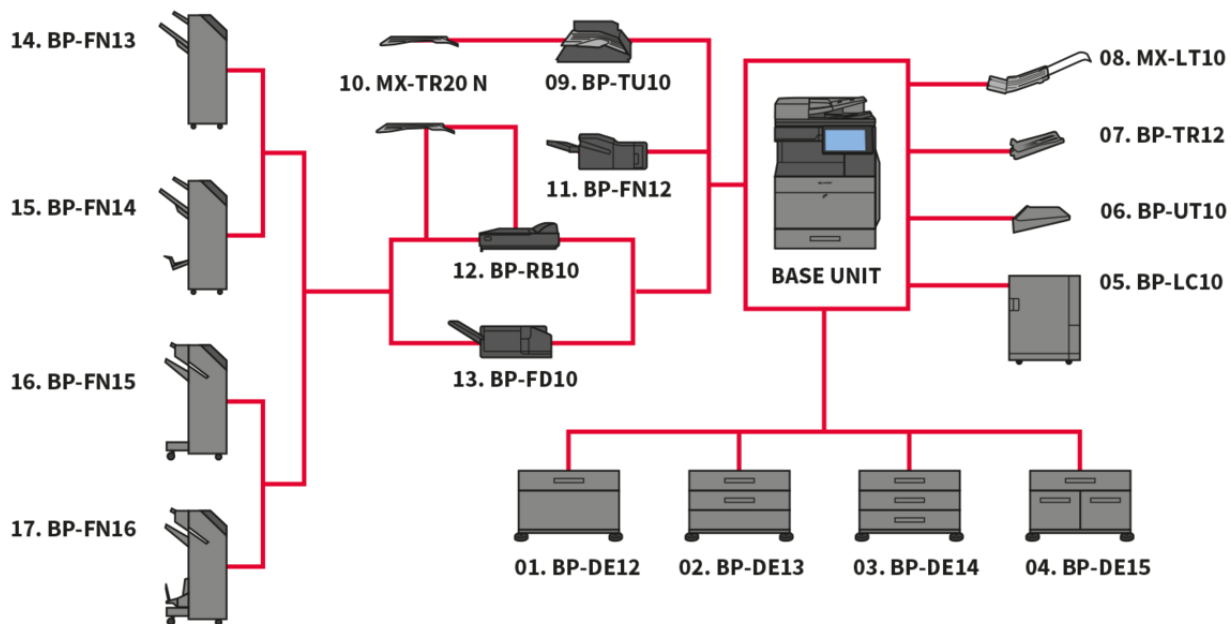 14. BP-FN13
10. MX-TR20 N
09. BP-TU10
08. MX-LT10
07. BP-TR12
11. BP-FN12
15. BP-FN14
06. BP-UT10
12. BP-RB10
BASE UNIT
05. BP-LC10
16. BP-FN15
13. BP-FD10
17. BP-FN16
01. BP-DE12
02. BP-DE13
03. BP-DE14
04. BP-DE15